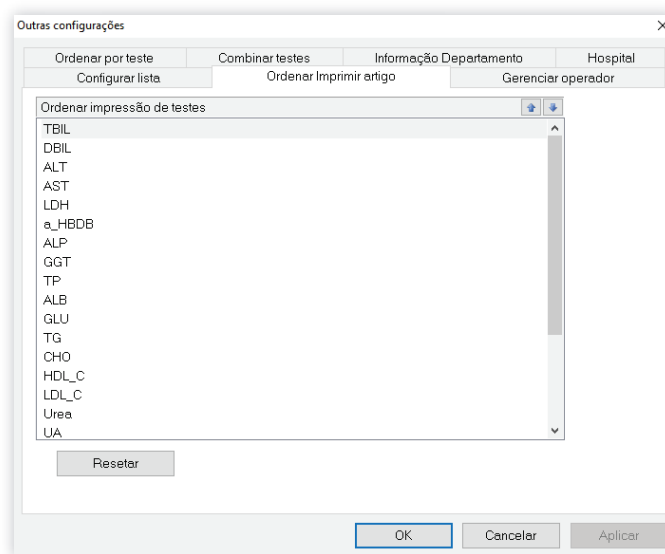 Outras configurações
Ordenar por teste Combinar testes Informação Departamento Hospital
Configurar lista Ordenar Imprimir artigo Gerenciar operador
Ordenar impressão de testes
TBIL
DBIL
ALT
AST
LDH
a_HBDB
ALP
GGT
TP
ALB
GLU
TG
CHO
HDL_C
LDL_C
Urea
UA
Resetar
OK Cancelar Aplicar